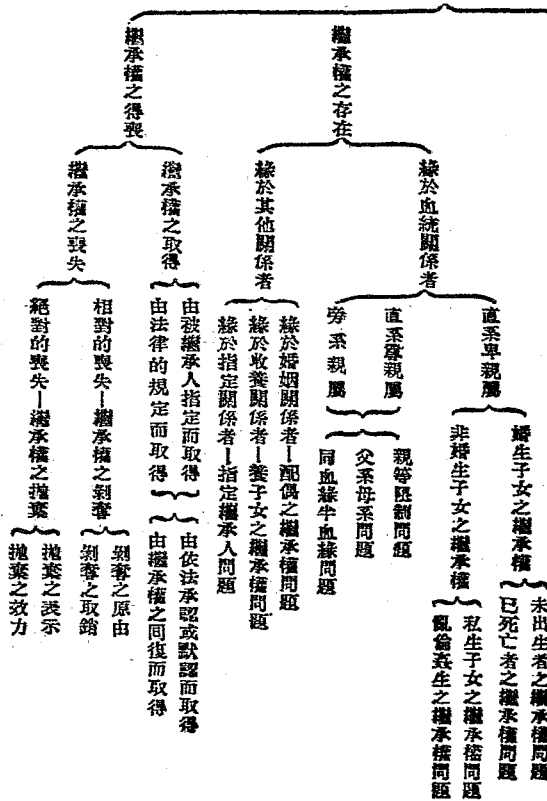 繼承權之存在
緣於血統關係者
直系卑親屬
婚生子女之繼承權
未出生者之繼承權問題
已死亡者之繼承權問題
非婚生子女之繼承權
私生子女之繼承權問題
亂倫姦生之繼承權問題
直系尊親屬
旁系親屬
親等限制問題
父系母系問題
同血緣半血緣問題
緣於其他關係者
緣於婚姻關係者—配偶之繼承權問題
緣於收養關係者—養子女之繼承權問題
緣於指定關係者—指定繼承人問題
繼承權之得喪
繼承權之取得
由被繼承人指定而取得
由法律的規定而取得
由依法承認或默認而取得
由繼承權之回復而取得
繼承權之喪失
相對的喪失—繼承權之剝奪
剝奪之原由
剝奪之取銷
絕對的喪失—繼承權之拋棄
拋棄之表示
拋棄之效力